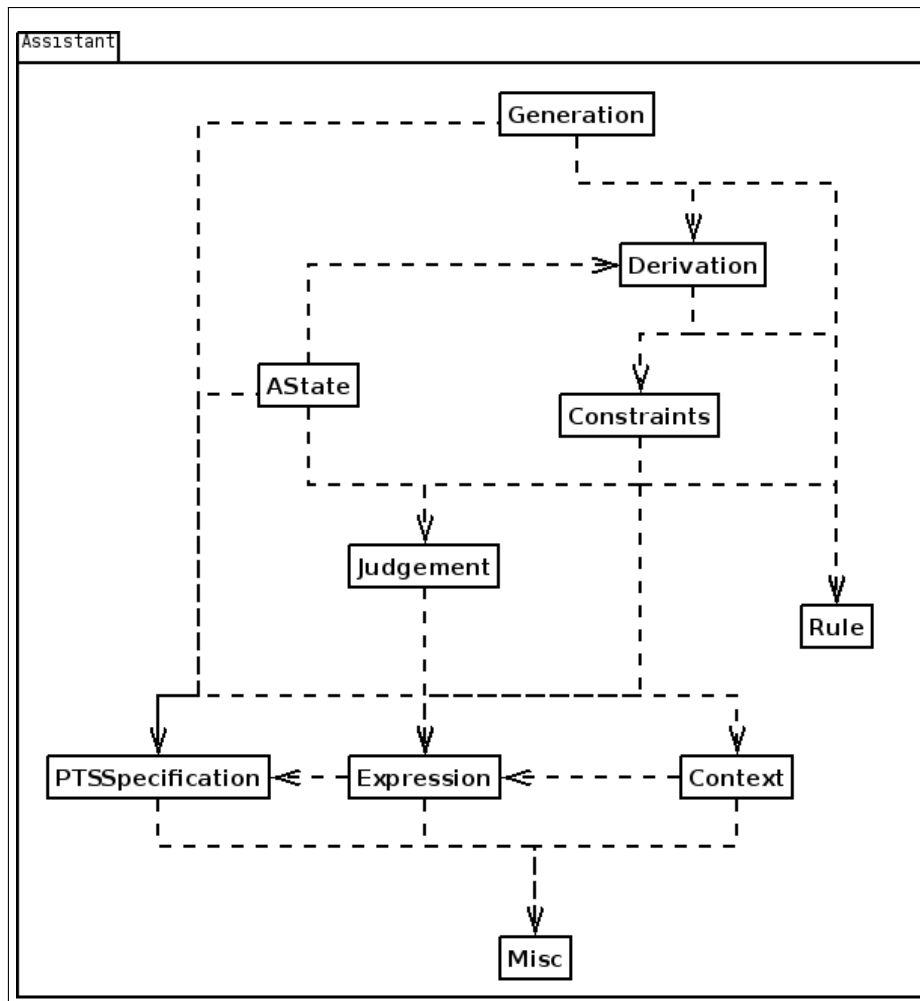 Assistant
Generation
Derivation
AState
Constraints
Judgement
Rule
PTSSpecification
Expression
Context
Misc